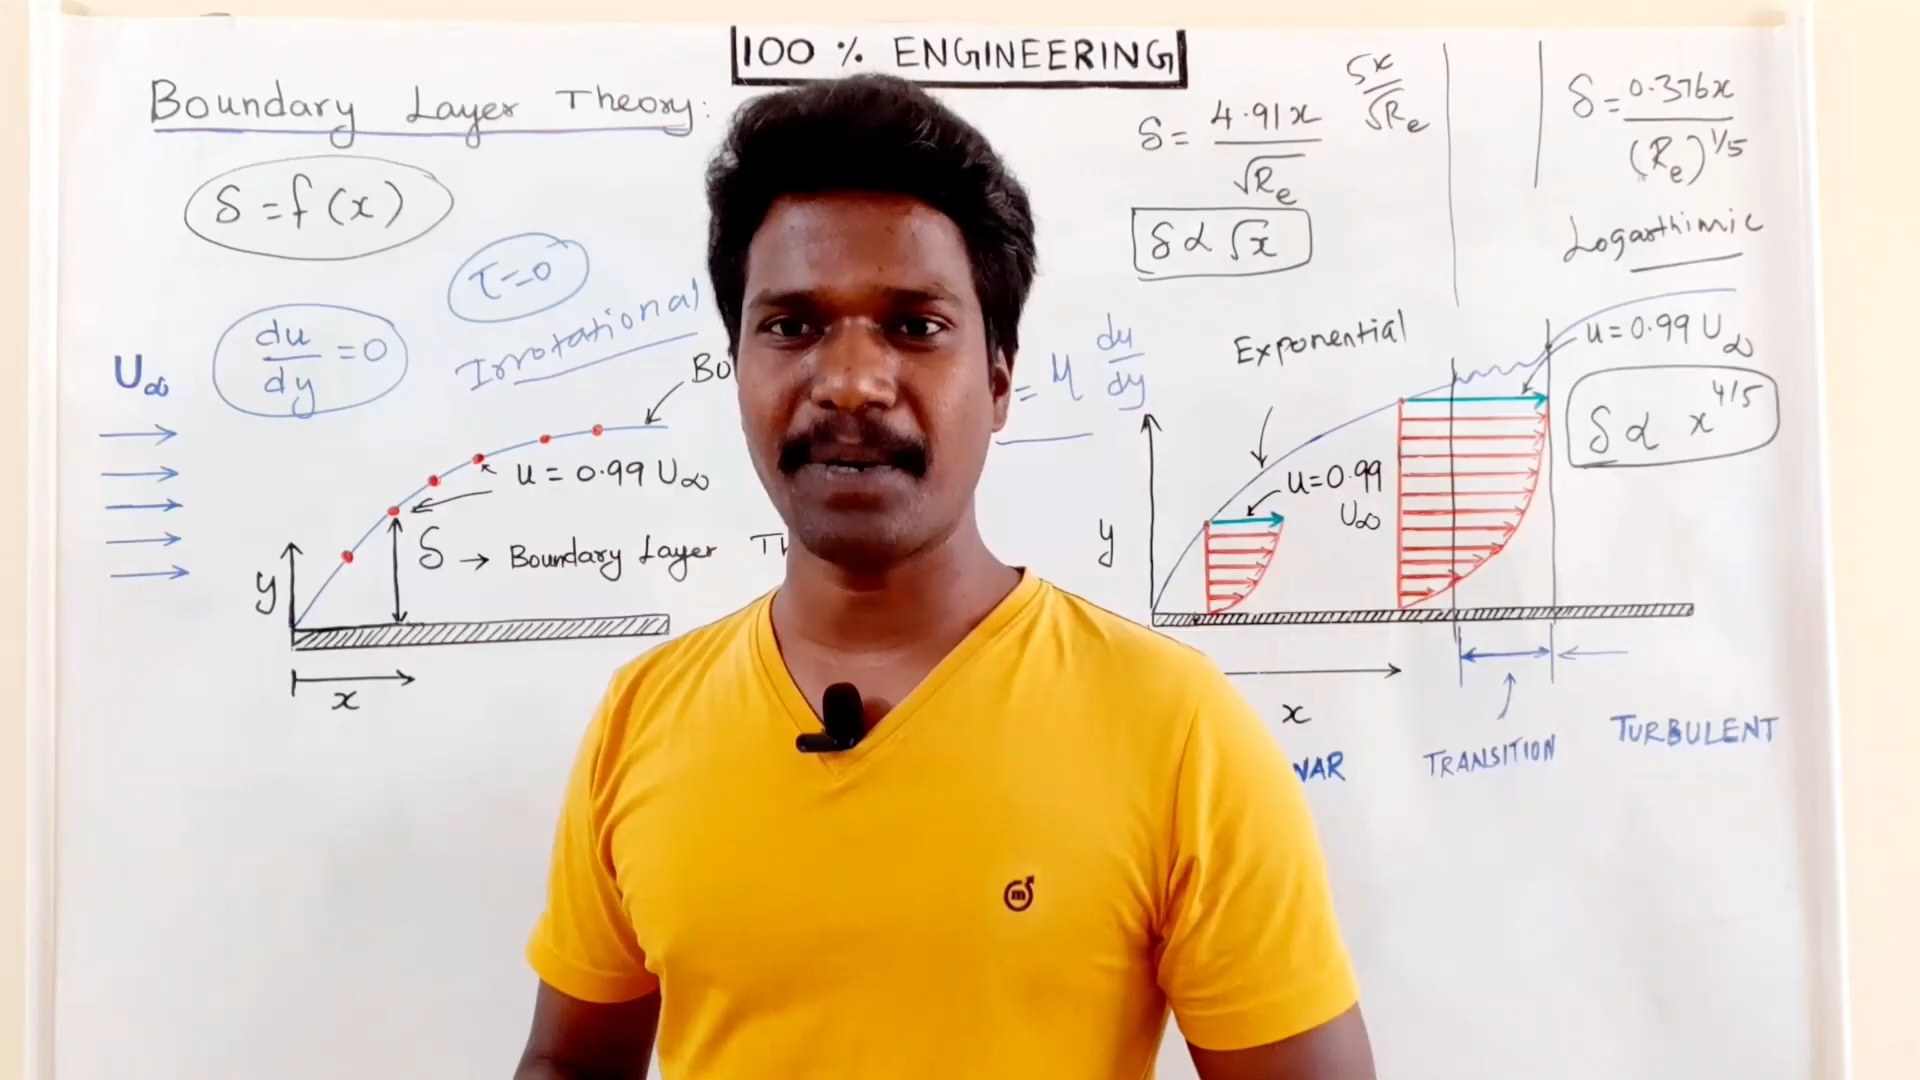 100 % ENGINEERING
Boundary Layer Theory:
δ = f(x)
τ = 0
du/dy = 0
Irrotational
U∞
Bo
u = 0.99 U∞
δ → Boundary Layer Th
y
x
= μ du/dy
δ = 4.91x/√Re
5x/√Re
δ ∝ √x
δ = 0.376x/(Re)^1/5
Logarthimic
Exponential
u = 0.99 U∞
δ ∝ x^4/5
u = 0.99
U∞
y
x
NAR
TRANSITION
TURBULENT
m